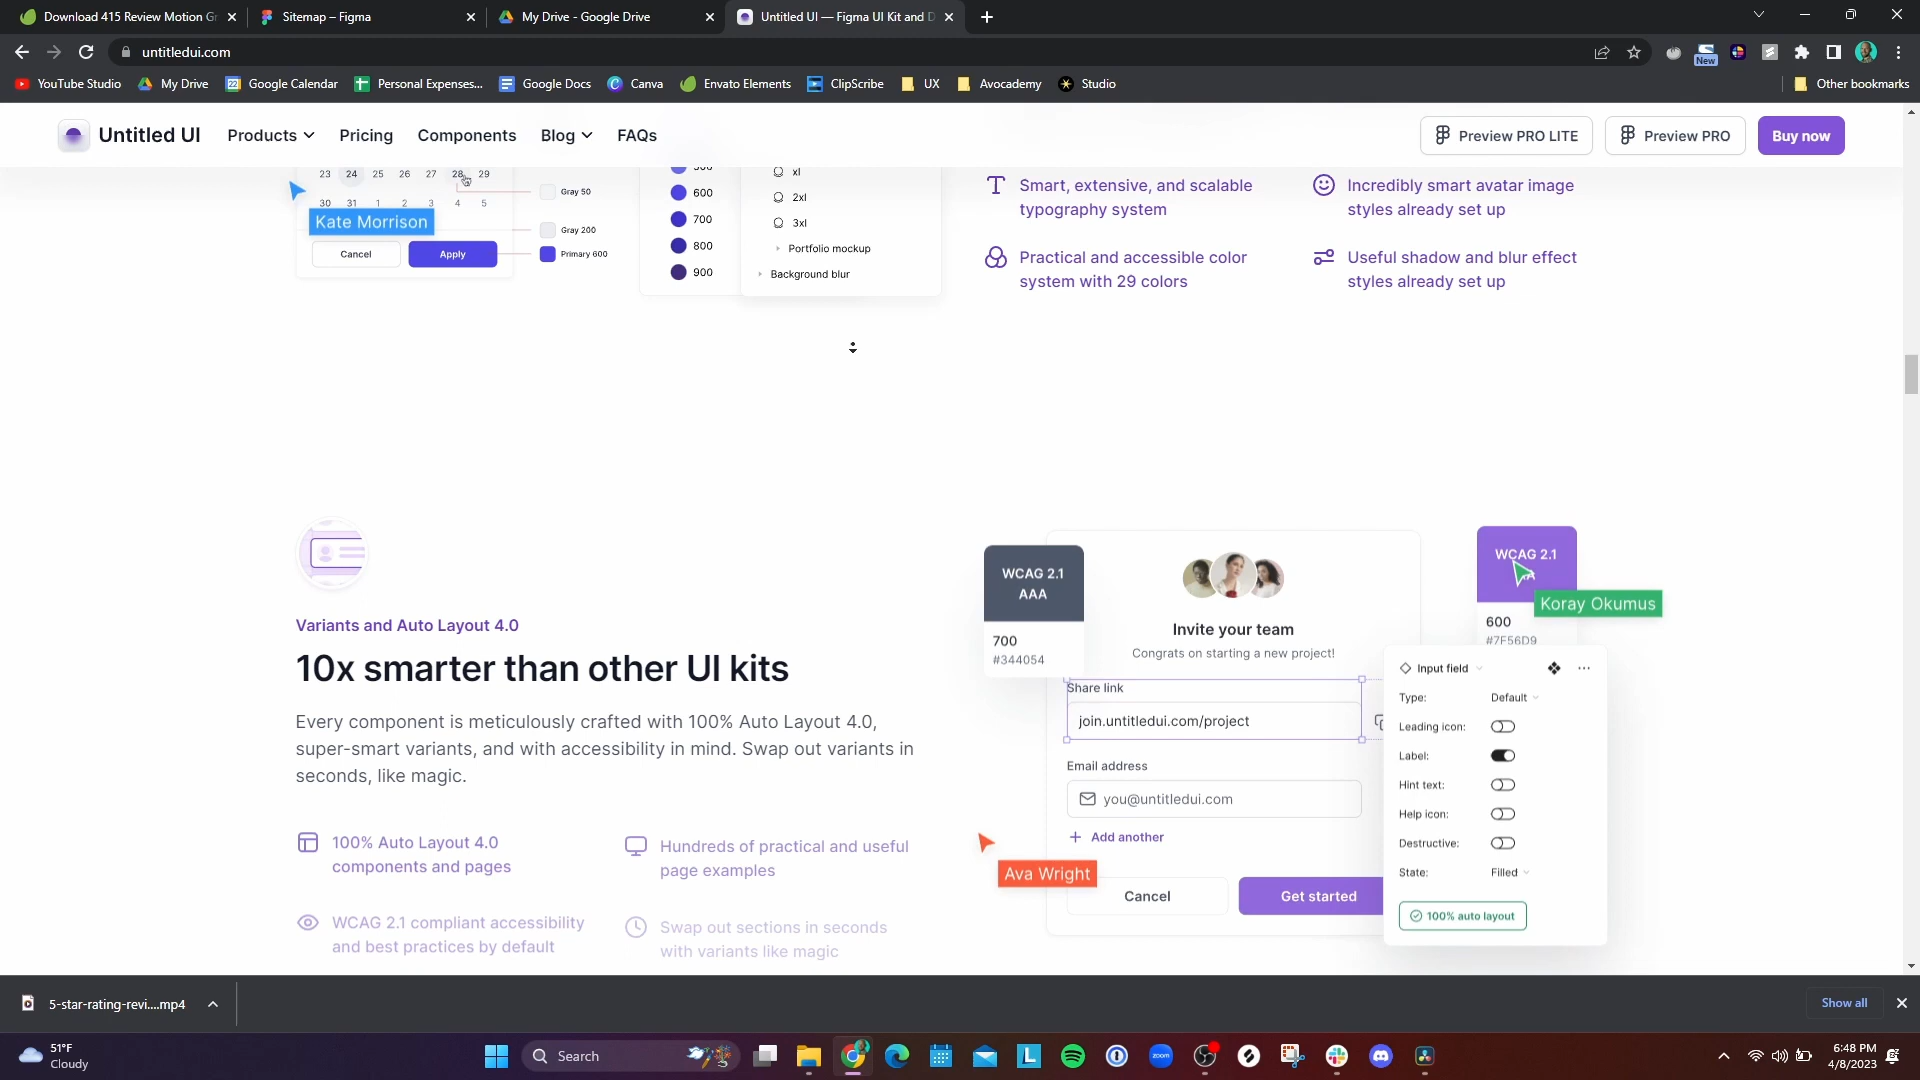 Download 415 Review Motion Gr
Sitemap – Figma
My Drive - Google Drive
Untitled UI — Figma UI Kit and D
untitledui.com
New
YouTube Studio
My Drive
Google Calendar
Personal Expenses...
Google Docs
Canva
Envato Elements
ClipScribe
UX
Avocademy
Studio
Other bookmarks
Untitled UI
Products
Pricing
Components
Blog
FAQs
Preview PRO LITE
Preview PRO
Buy now
23 24 25 26 27 28 29
30 31 1 2 3 4 5
Kate Morrison
Cancel
Apply
Gray 50
Gray 200
Primary 600
500
600
700
800
900
xl
2xl
3xl
Portfolio mockup
Background blur
Smart, extensive, and scalable
typography system
Incredibly smart avatar image
styles already set up
Practical and accessible color
system with 29 colors
Useful shadow and blur effect
styles already set up
Variants and Auto Layout 4.0
10x smarter than other UI kits
Every component is meticulously crafted with 100% Auto Layout 4.0,
super-smart variants, and with accessibility in mind. Swap out variants in
seconds, like magic.
100% Auto Layout 4.0
components and pages
Hundreds of practical and useful
page examples
WCAG 2.1 compliant accessibility
and best practices by default
Swap out sections in seconds
with variants like magic
WCAG 2.1
AAA
700
#344054
Invite your team
Congrats on starting a new project!
Share link
join.untitledui.com/project
Email address
you@untitledui.com
Add another
Ava Wright
Cancel
Get started
WCAG 2.1
Koray Okumus
600
#7F56D9
Input field
Type: Default
Leading icon:
Label:
Hint text:
Help icon:
Destructive:
State: Filled
100% auto layout
5-star-rating-revi....mp4
Show all
51°F
Cloudy
Search
zoom
6:48 PM
4/8/2023